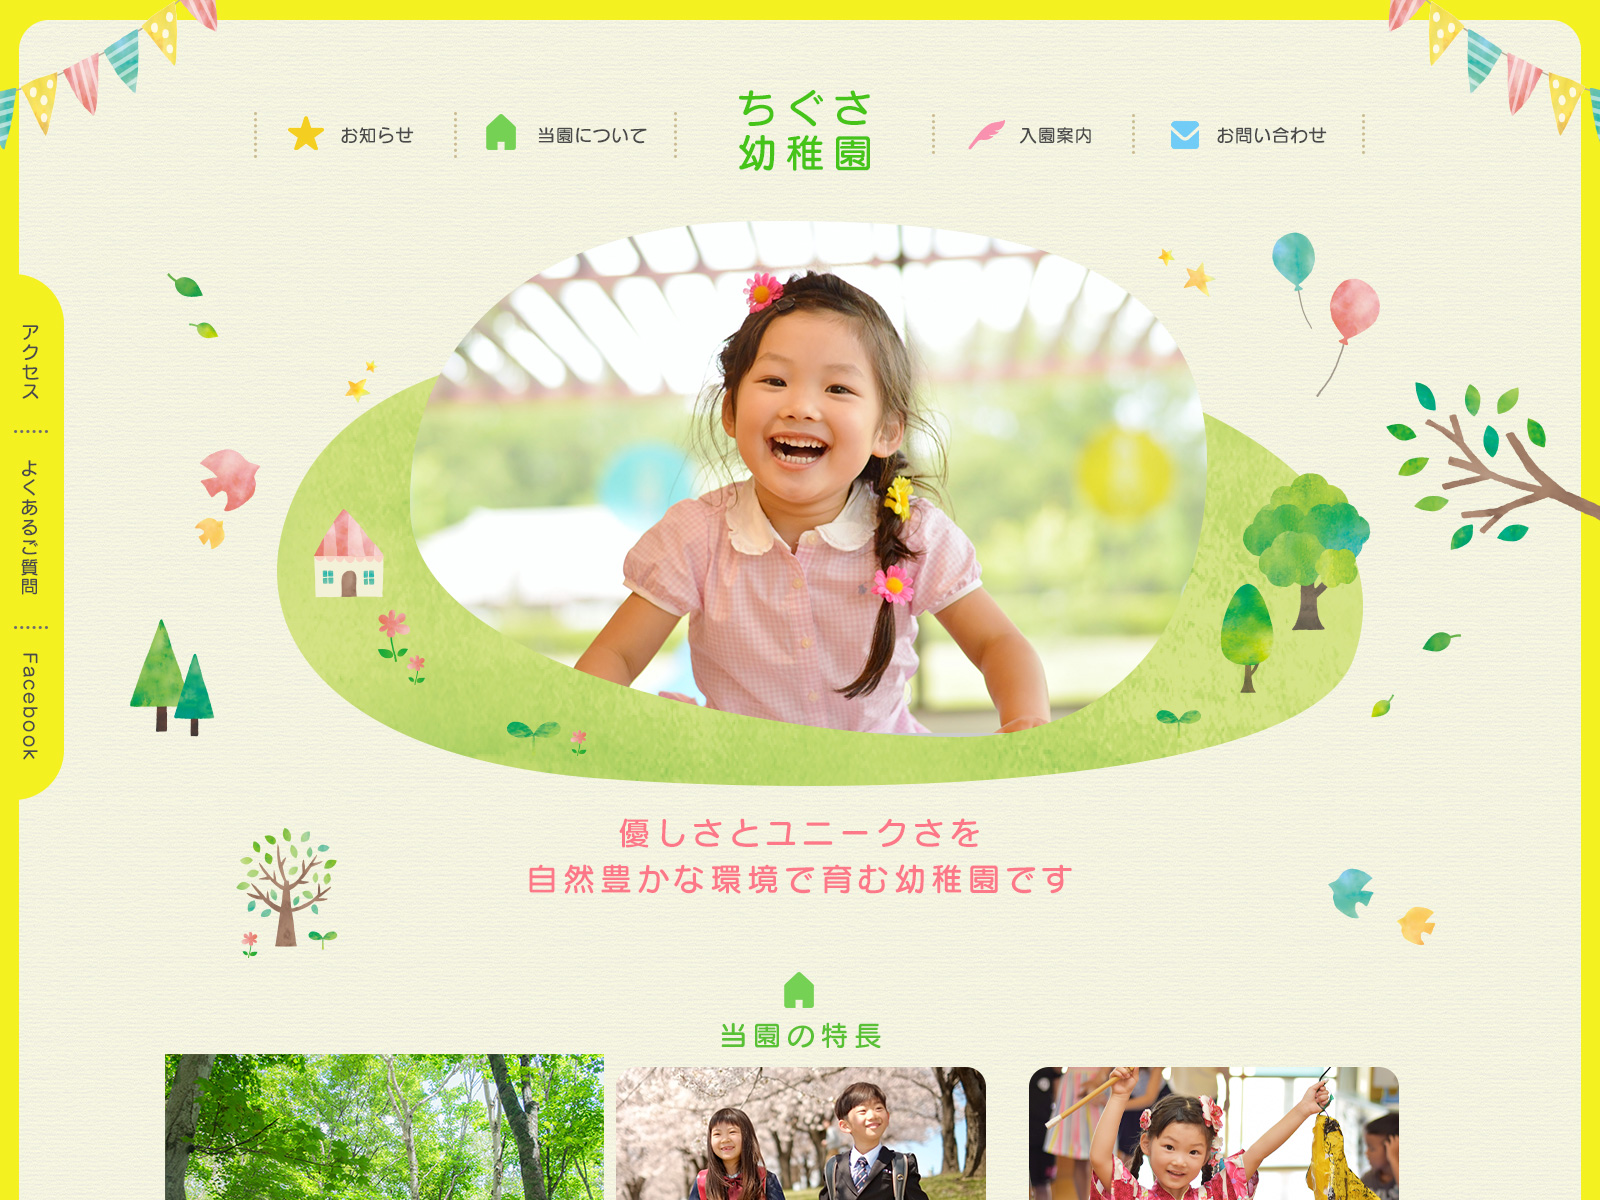 お知らせ
当園について
ちぐさ
幼稚園
入園案内
お問い合わせ
アクセス
よくあるご質問
Facebook
優しさとユニークさを
自然豊かな環境で育む幼稚園です
当園の特長